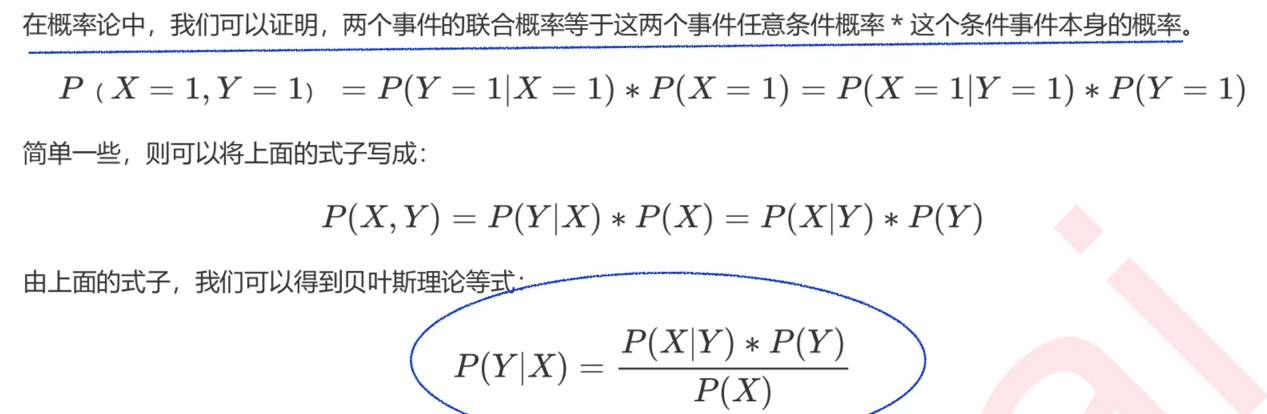 在概率论中，我们可以证明，两个事件的联合概率等于这两个事件任意条件概率 * 这个条件事件本身的概率。
P（X = 1, Y = 1） = P(Y = 1|X = 1) ∗ P(X = 1) = P(X = 1|Y = 1) ∗ P(Y = 1)
简单一些，则可以将上面的式子写成：
P(X, Y) = P(Y|X) ∗ P(X) = P(X|Y) ∗ P(Y)
由上面的式子，我们可以得到贝叶斯理论等式：
P(Y|X) = \frac{P(X|Y) ∗ P(Y)}{P(X)}
ai